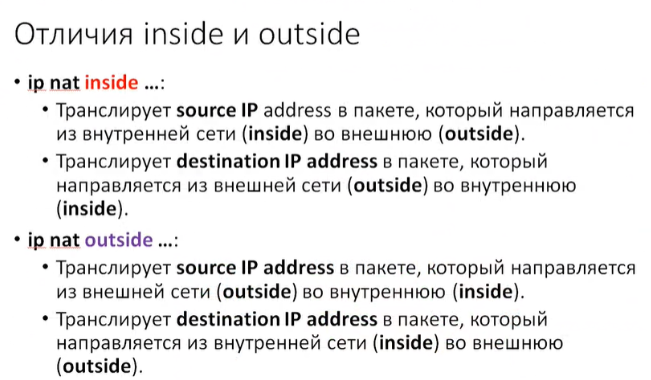 Отличия inside и outside
• ip nat inside ...:
• Транслирует source IP address в пакете, который направляется
из внутренней сети (inside) во внешнюю (outside).
• Транслирует destination IP address в пакете, который
направляется из внешней сети (outside) во внутреннюю
(inside).
• ip nat outside ...:
• Транслирует source IP address в пакете, который направляется
из внешней сети (outside) во внутреннюю (inside).
• Транслирует destination IP address в пакете, который
направляется из внутренней сети (inside) во внешнюю
(outside).